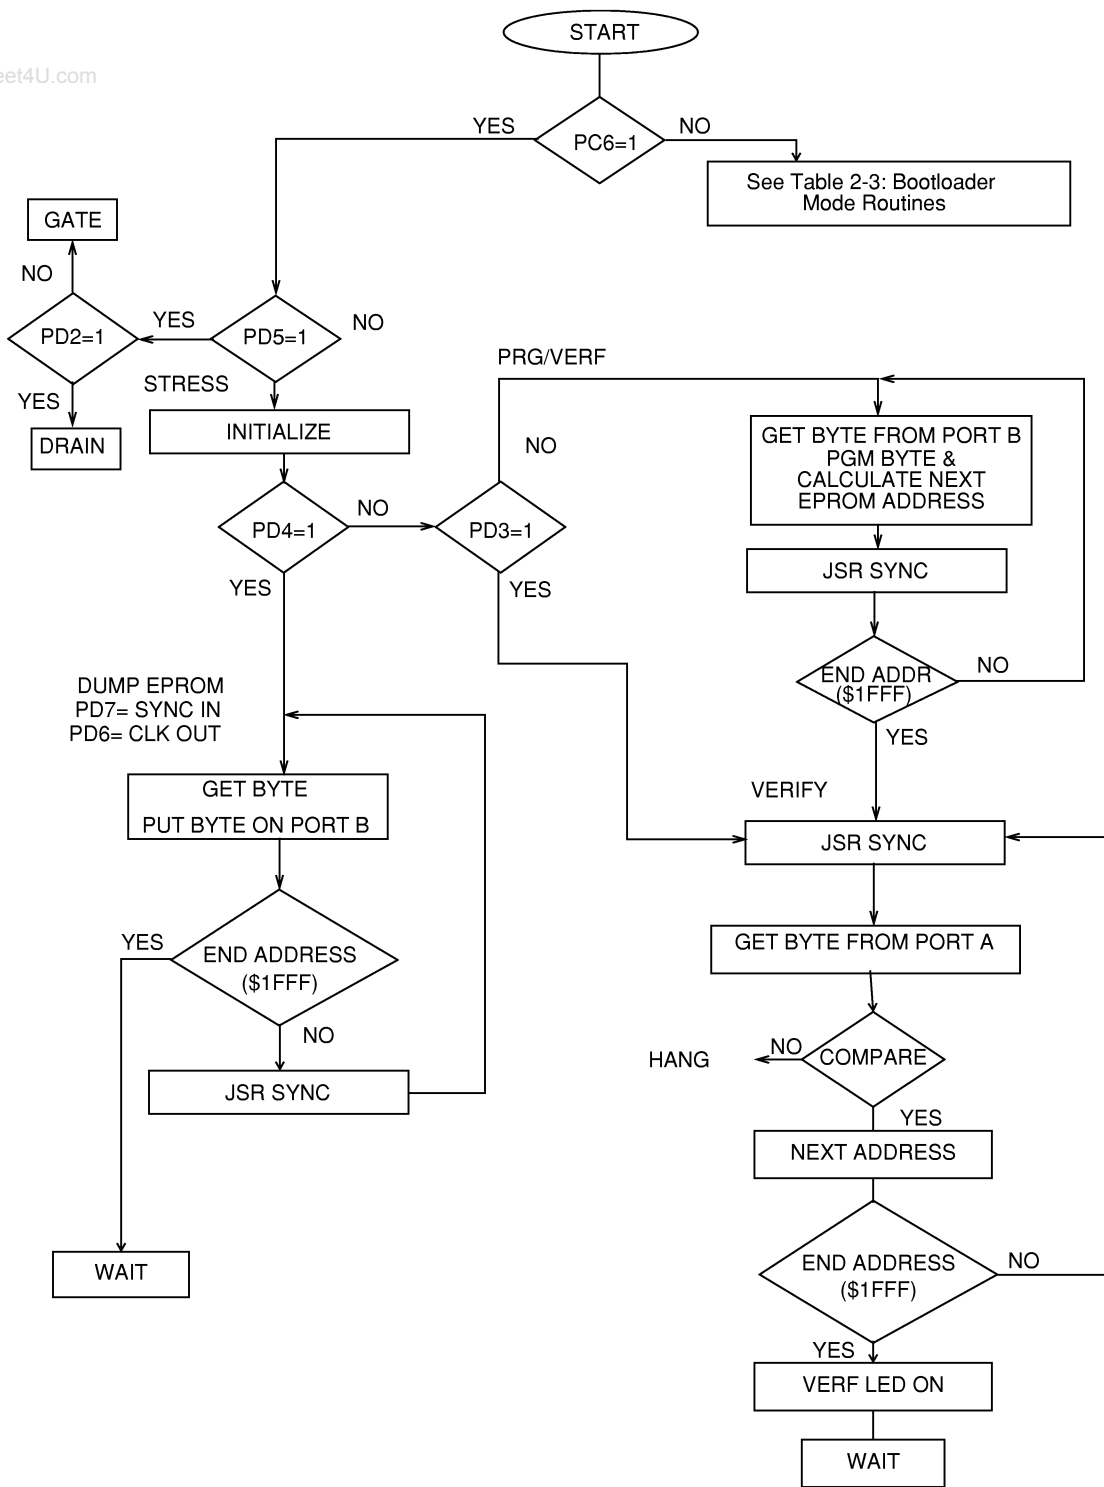 START
eet4U.com
YES
PC6=1
NO
See Table 2-3: Bootloader
Mode Routines
GATE
NO
PD2=1
YES
PD5=1
NO
YES
DRAIN
STRESS
INITIALIZE
PD4=1
NO
PD3=1
NO
PRG/VERF
YES
YES
GET BYTE FROM PORT B
PGM BYTE &
CALCULATE NEXT
EPROM ADDRESS
JSR SYNC
END ADDR
($1FFF)
NO
YES
DUMP EPROM
PD7= SYNC IN
PD6= CLK OUT
GET BYTE
PUT BYTE ON PORT B
YES
END ADDRESS
($1FFF)
NO
JSR SYNC
WAIT
VERIFY
JSR SYNC
GET BYTE FROM PORT A
HANG
NO
COMPARE
YES
NEXT ADDRESS
END ADDRESS
($1FFF)
NO
YES
VERF LED ON
WAIT